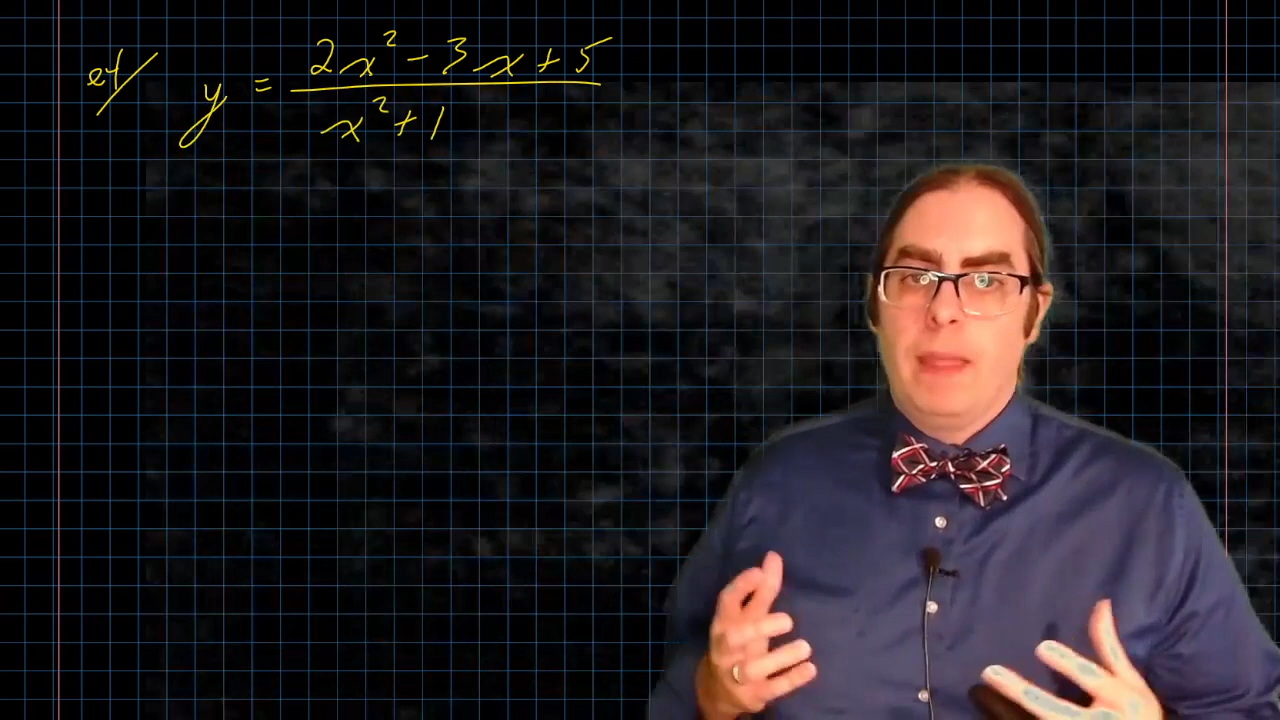 ex/ y = (2x² - 3x + 5)/(x² + 1)